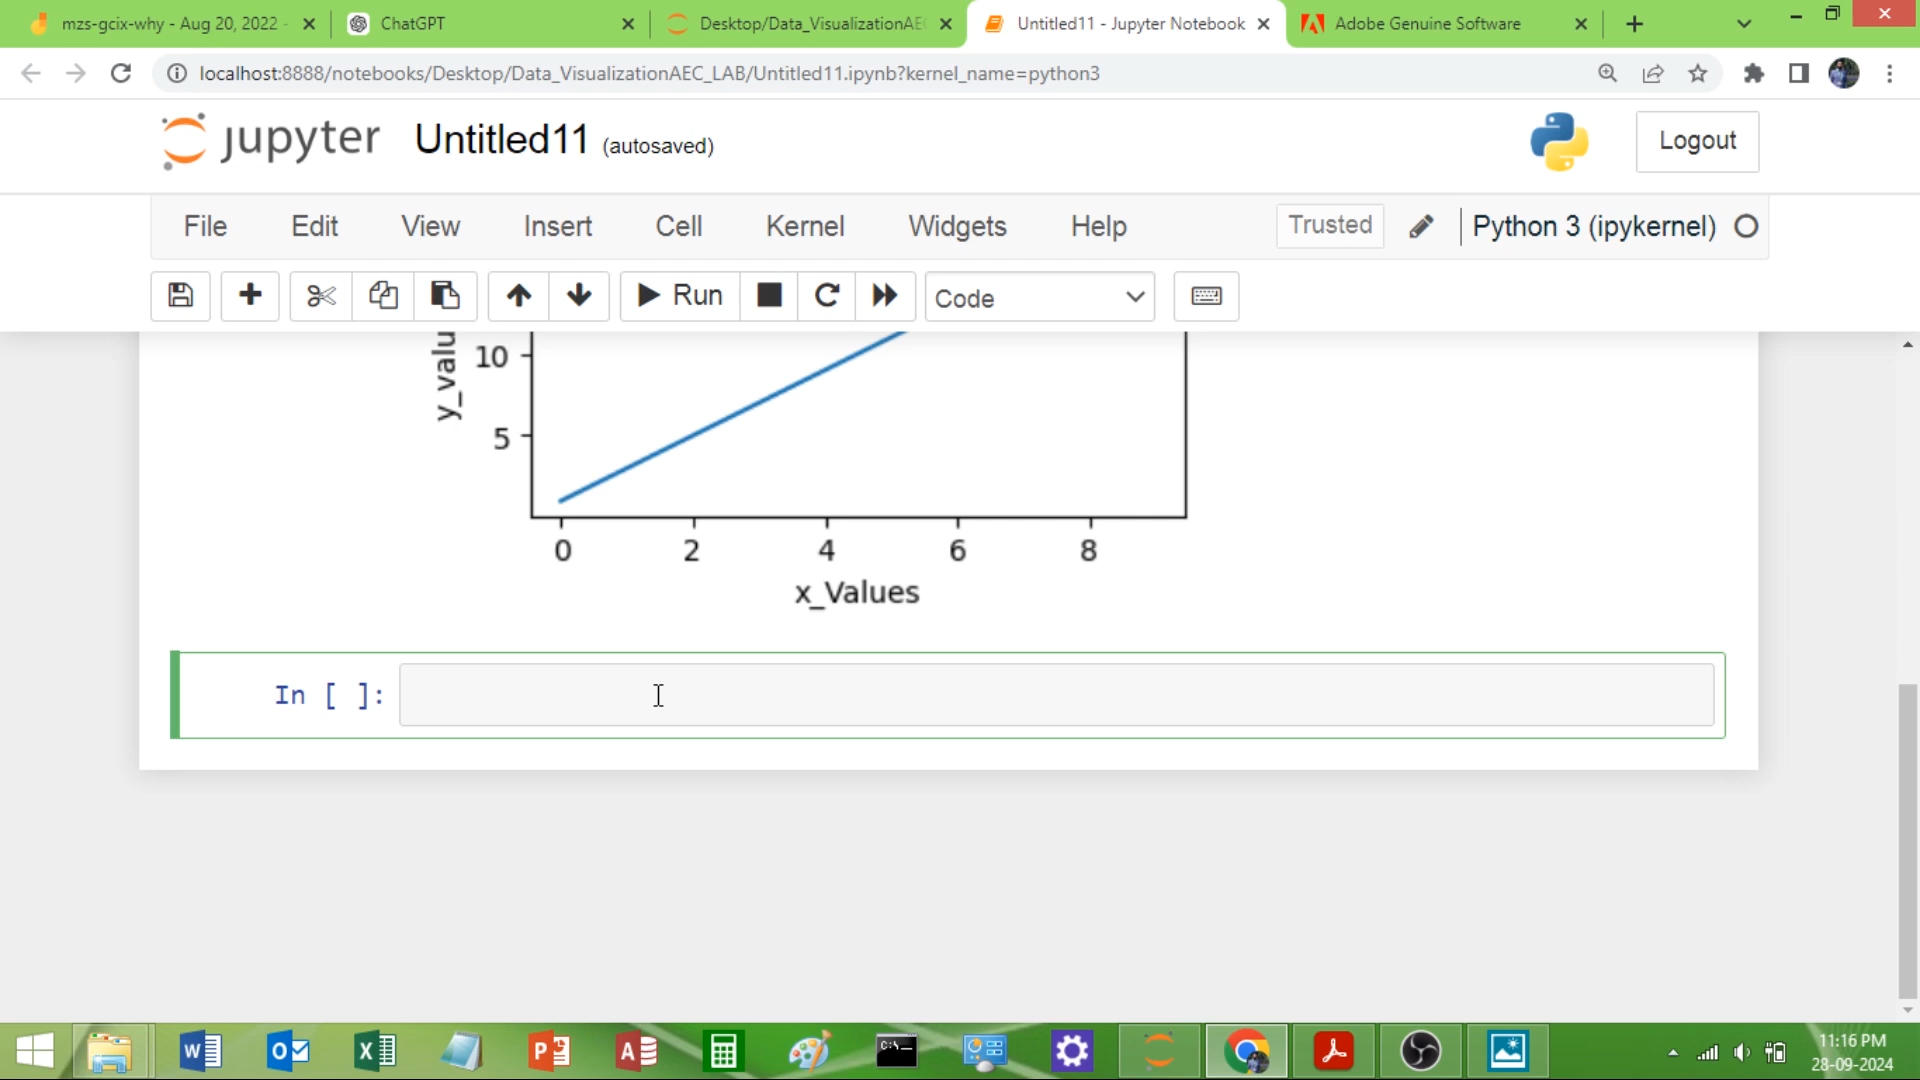 mzs-gcix-why - Aug 20, 2022 -
ChatGPT
Desktop/Data_VisualizationAEC
Untitled11 - Jupyter Notebook
Adobe Genuine Software
localhost:8888/notebooks/Desktop/Data_VisualizationAEC_LAB/Untitled11.ipynb?kernel_name=python3
jupyter Untitled11 (autosaved)
Logout
File Edit View Insert Cell Kernel Widgets Help Trusted Python 3 (ipykernel)
Run Code
y_valu
10
5
0 2 4 6 8
x_Values
In [ ]:
11:16 PM
28-09-2024